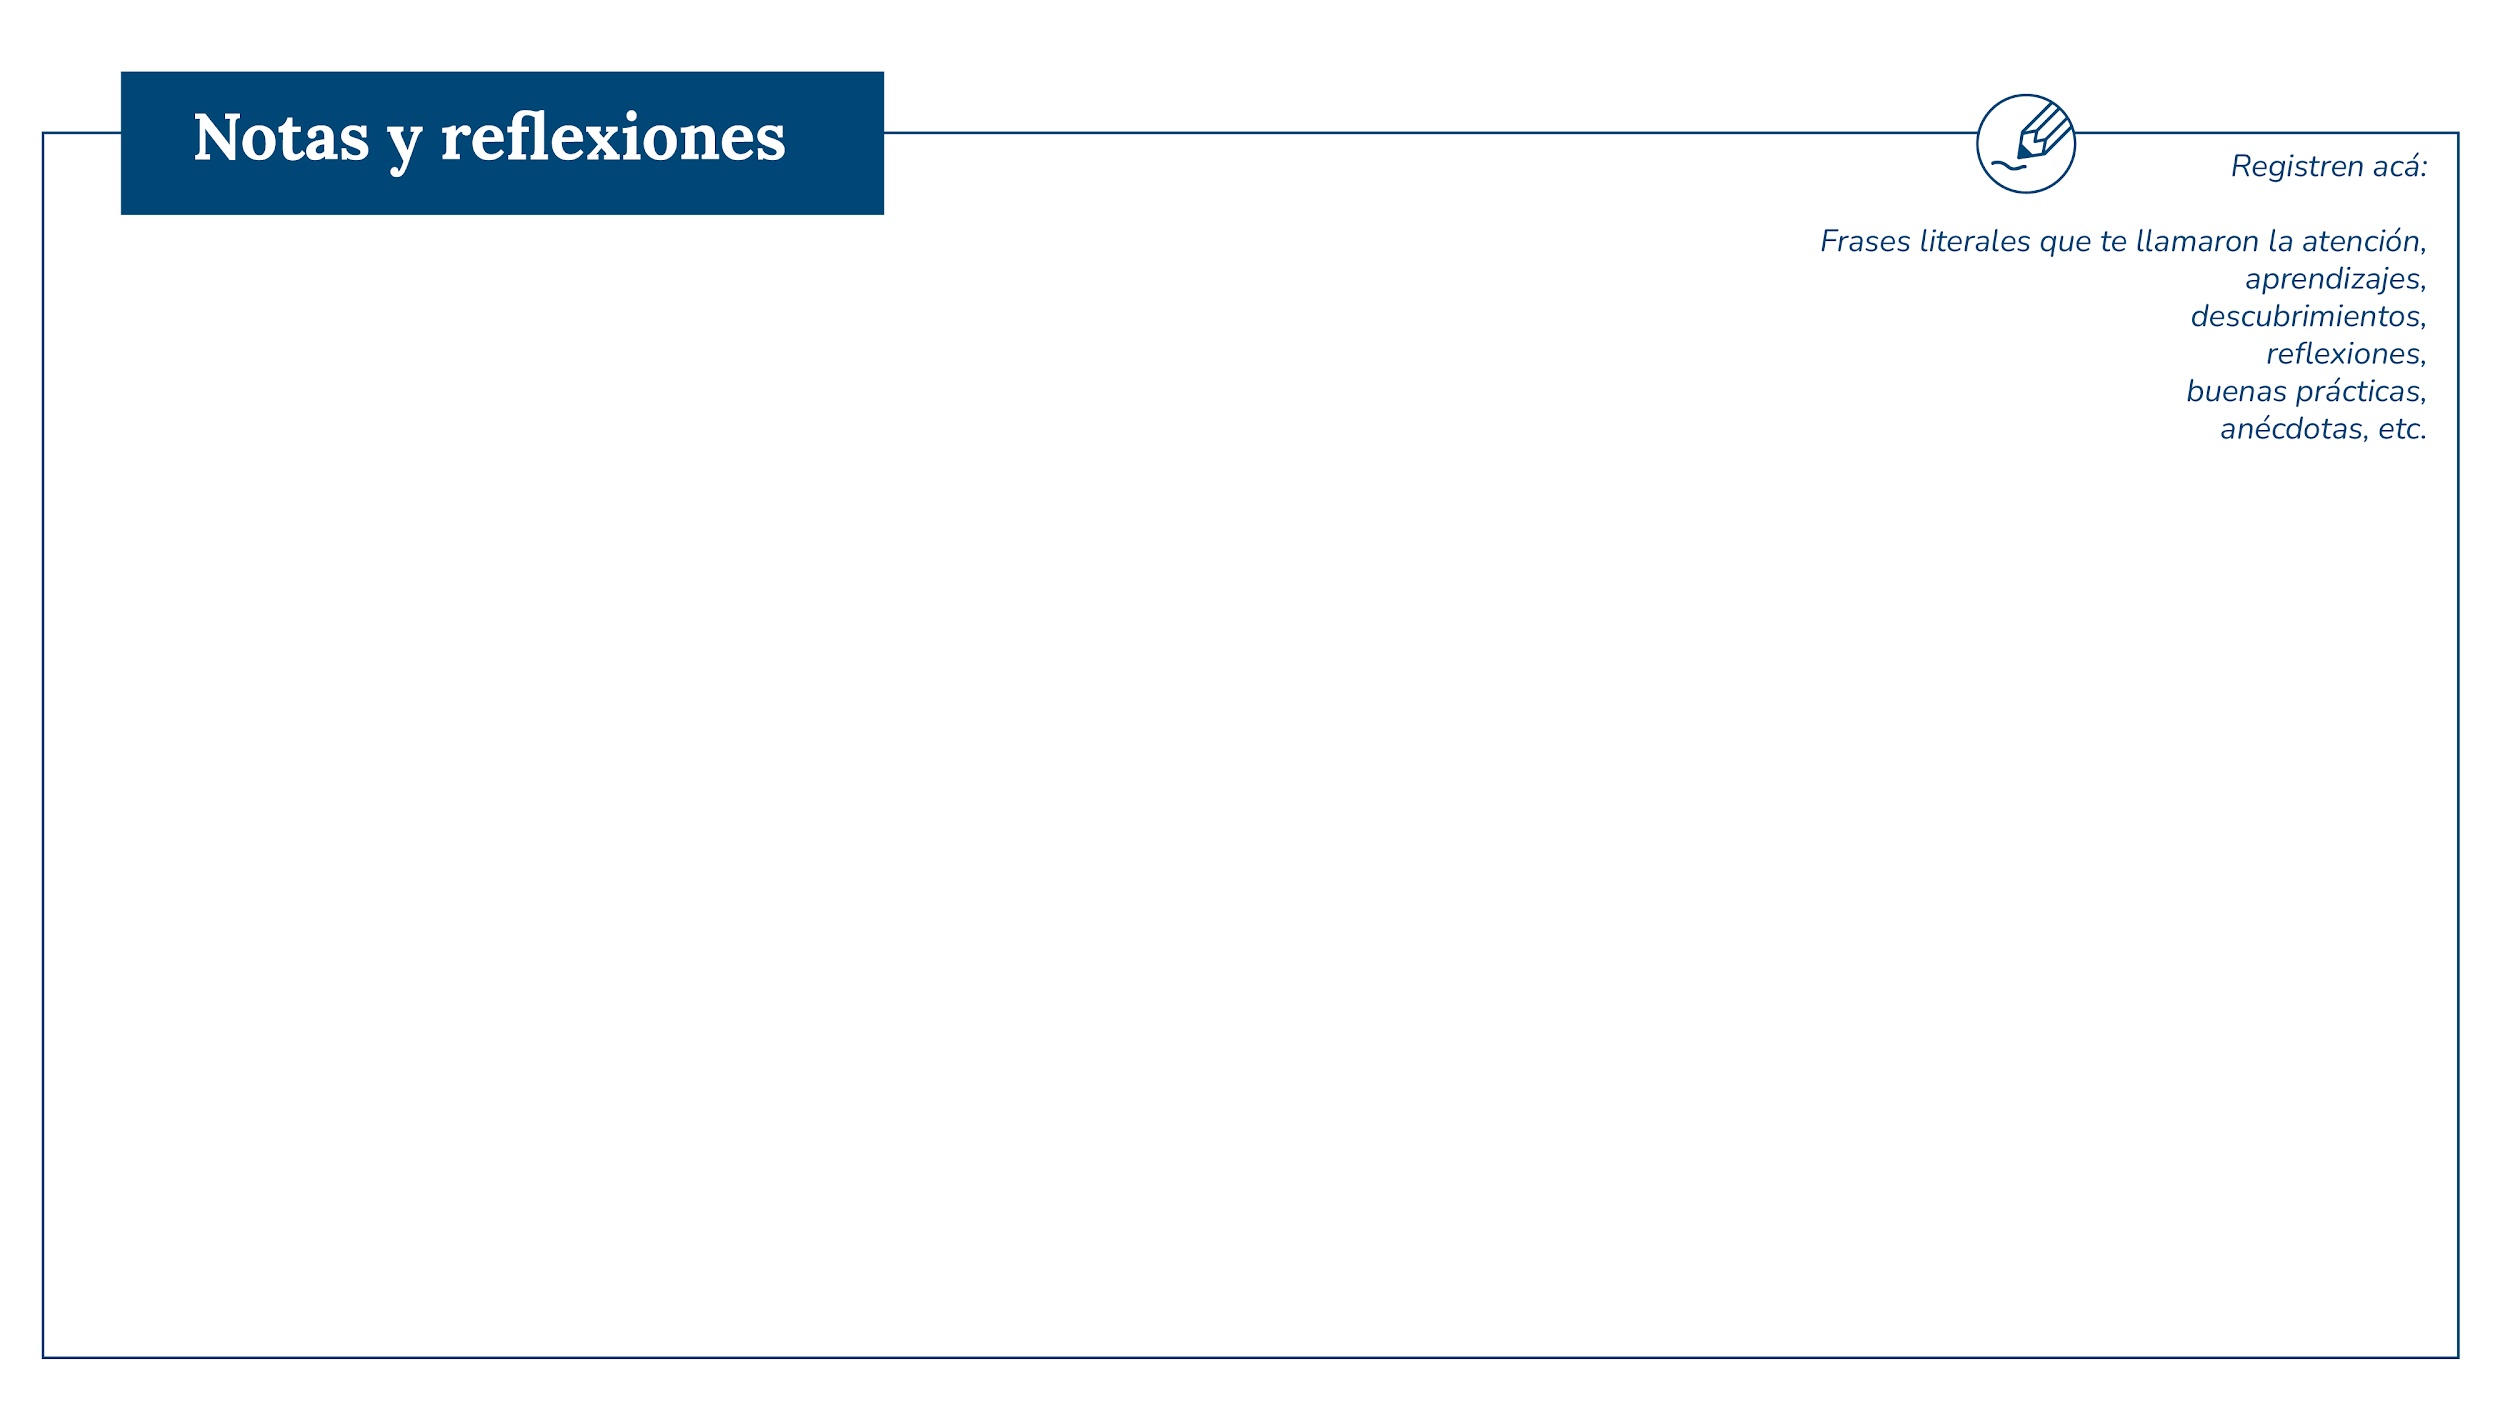 Notas y reflexiones
Registren acá:
Frases literales que te llamaron la atención,
aprendizajes,
descubrimientos,
reflexiones,
buenas prácticas,
anécdotas, etc.